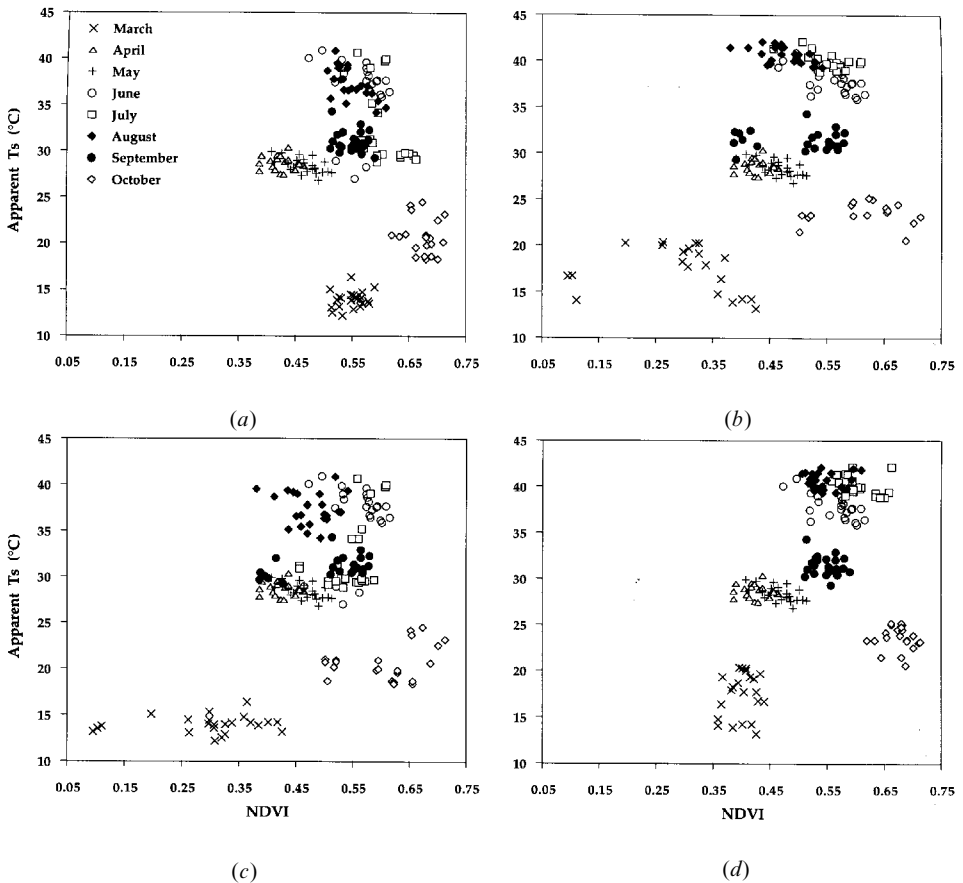 45
40
35
30
25
20
15
10
Apparent Ts (°C)
× March
△ April
+ May
○ June
□ July
◆ August
● September
◇ October
0.05 0.15 0.25 0.35 0.45 0.55 0.65 0.75
(a)
45
40
35
30
25
20
15
10
0.05 0.15 0.25 0.35 0.45 0.55 0.65 0.75
(b)
45
40
35
30
25
20
15
10
Apparent Ts (°C)
0.05 0.15 0.25 0.35 0.45 0.55 0.65 0.75
NDVI
(c)
45
40
35
30
25
20
15
10
0.05 0.15 0.25 0.35 0.45 0.55 0.65 0.75
NDVI
(d)